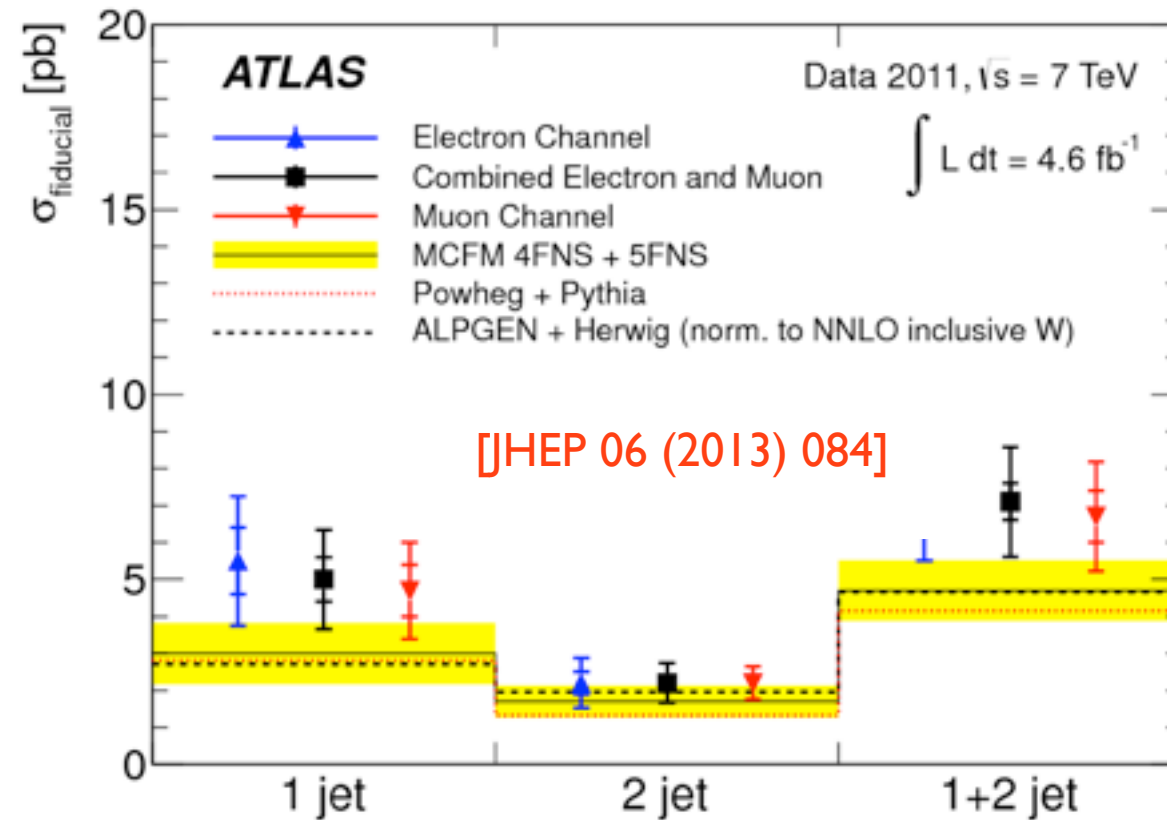 σfiducial [pb]
20
15
10
5
0
ATLAS
Data 2011, √s = 7 TeV
∫ L dt = 4.6 fb⁻¹
Electron Channel
Combined Electron and Muon
Muon Channel
MCFM 4FNS + 5FNS
Powheg + Pythia
ALPGEN + Herwig (norm. to NNLO inclusive W)
[JHEP 06 (2013) 084]
1 jet
2 jet
1+2 jet